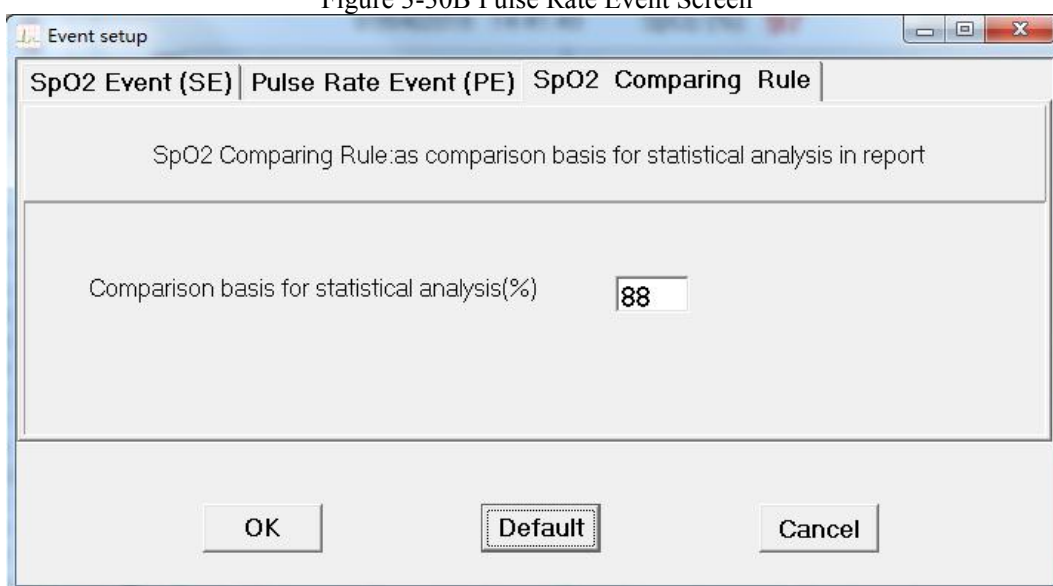 Figure 3-30B Pulse Rate Event Screen
Event setup
SpO2 Event (SE) Pulse Rate Event (PE) SpO2 Comparing Rule
SpO2 Comparing Rule:as comparison basis for statistical analysis in report
Comparison basis for statistical analysis(%) 88
OK Default Cancel